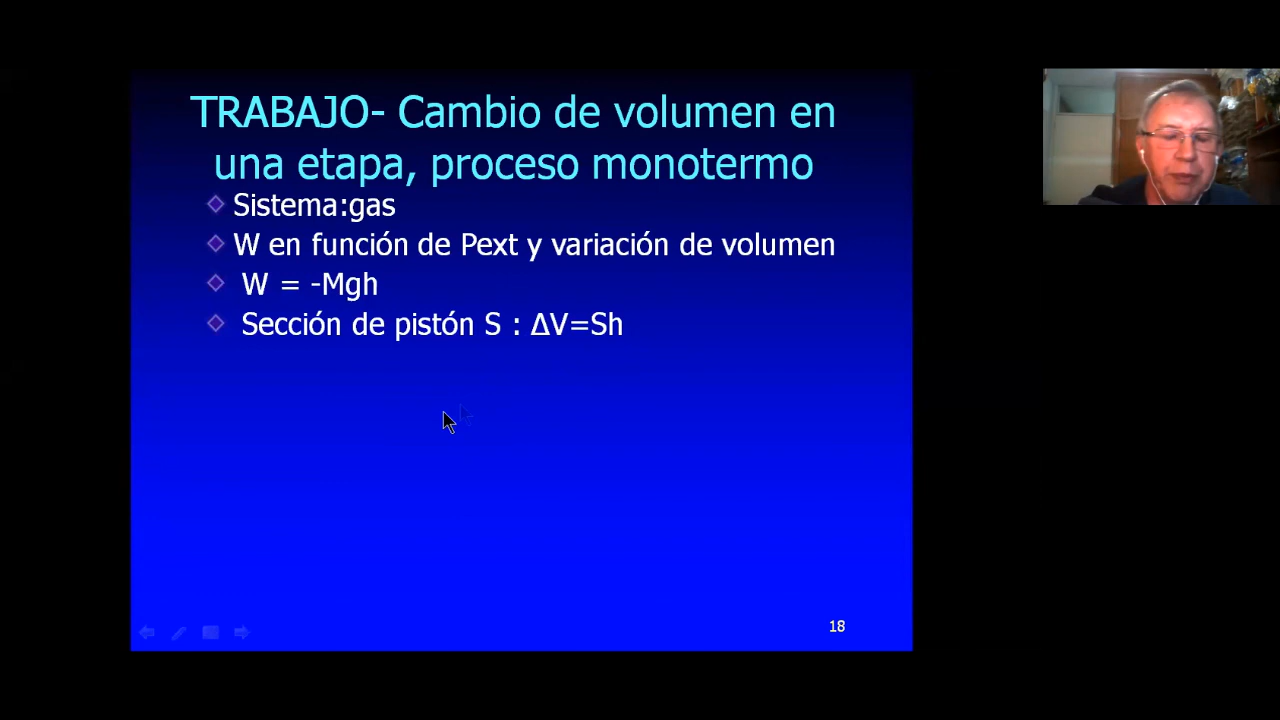 TRABAJO- Cambio de volumen en
una etapa, proceso monotermo
Sistema:gas
W en función de Pext y variación de volumen
W = -Mgh
Sección de pistón S : ΔV=Sh
18